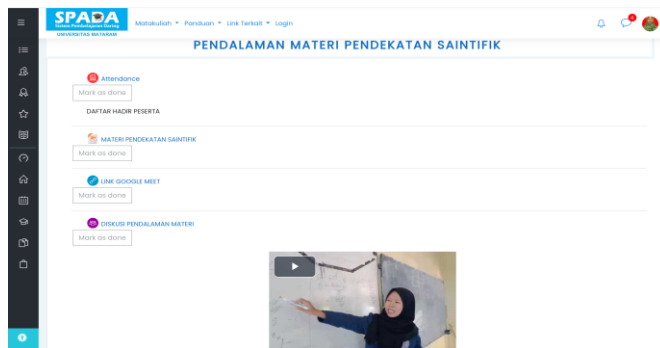 SPADA
Sistem Pembelajaran Daring
UNIVERSITAS MATARAM
Matakuliah Panduan Link Terkait Login
PENDALAMAN MATERI PENDEKATAN SAINTIFIK
Attendance
Mark as done
DAFTAR HADIR PESERTA
MATERI PENDEKATAN SAINTIFIK
Mark as done
LINK GOOGLE MEET
Mark as done
DISKUSI PENDALAMAN MATERI
Mark as done